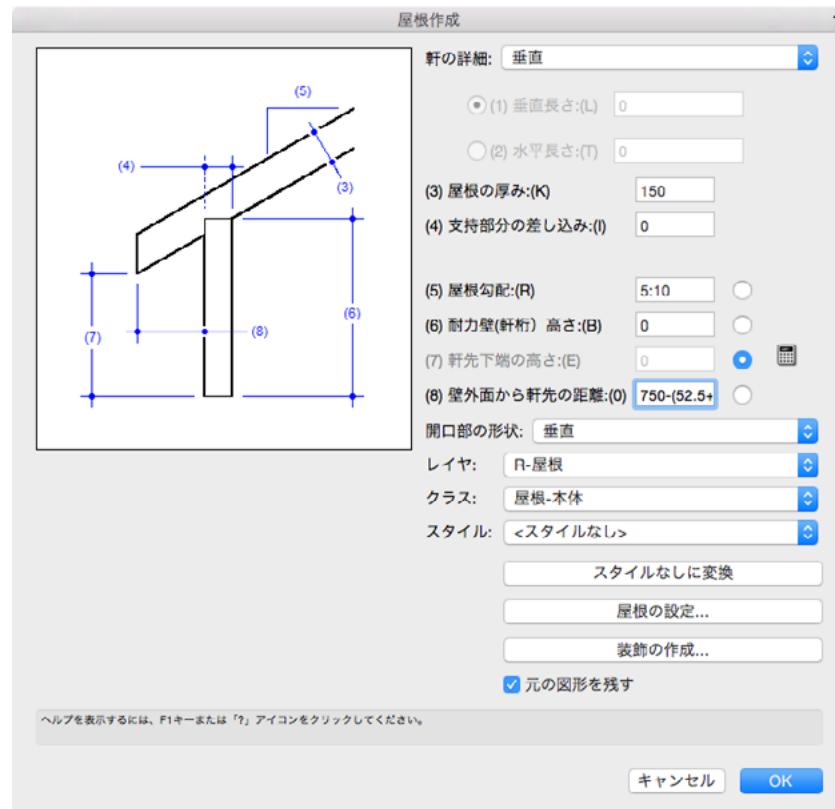 屋根作成
軒の詳細: 垂直
(1) 垂直長さ:(L) 0
(2) 水平長さ:(T) 0
(3) 屋根の厚み:(K) 150
(4) 支持部分の差し込み:(I) 0
(5) 屋根勾配:(R) 5:10
(6) 耐力壁(軒桁）高さ:(B) 0
(7) 軒先下端の高さ:(E) 0
(8) 壁外面から軒先の距離:(0) 750-(52.5+
開口部の形状: 垂直
レイヤ: R-屋根
クラス: 屋根-本体
スタイル: <スタイルなし>
スタイルなしに変換
屋根の設定...
装飾の作成...
元の図形を残す
(5)
(4)
(3)
(6)
(7)
(8)
ヘルプを表示するには、F1キーまたは「?」アイコンをクリックしてください。
キャンセル OK